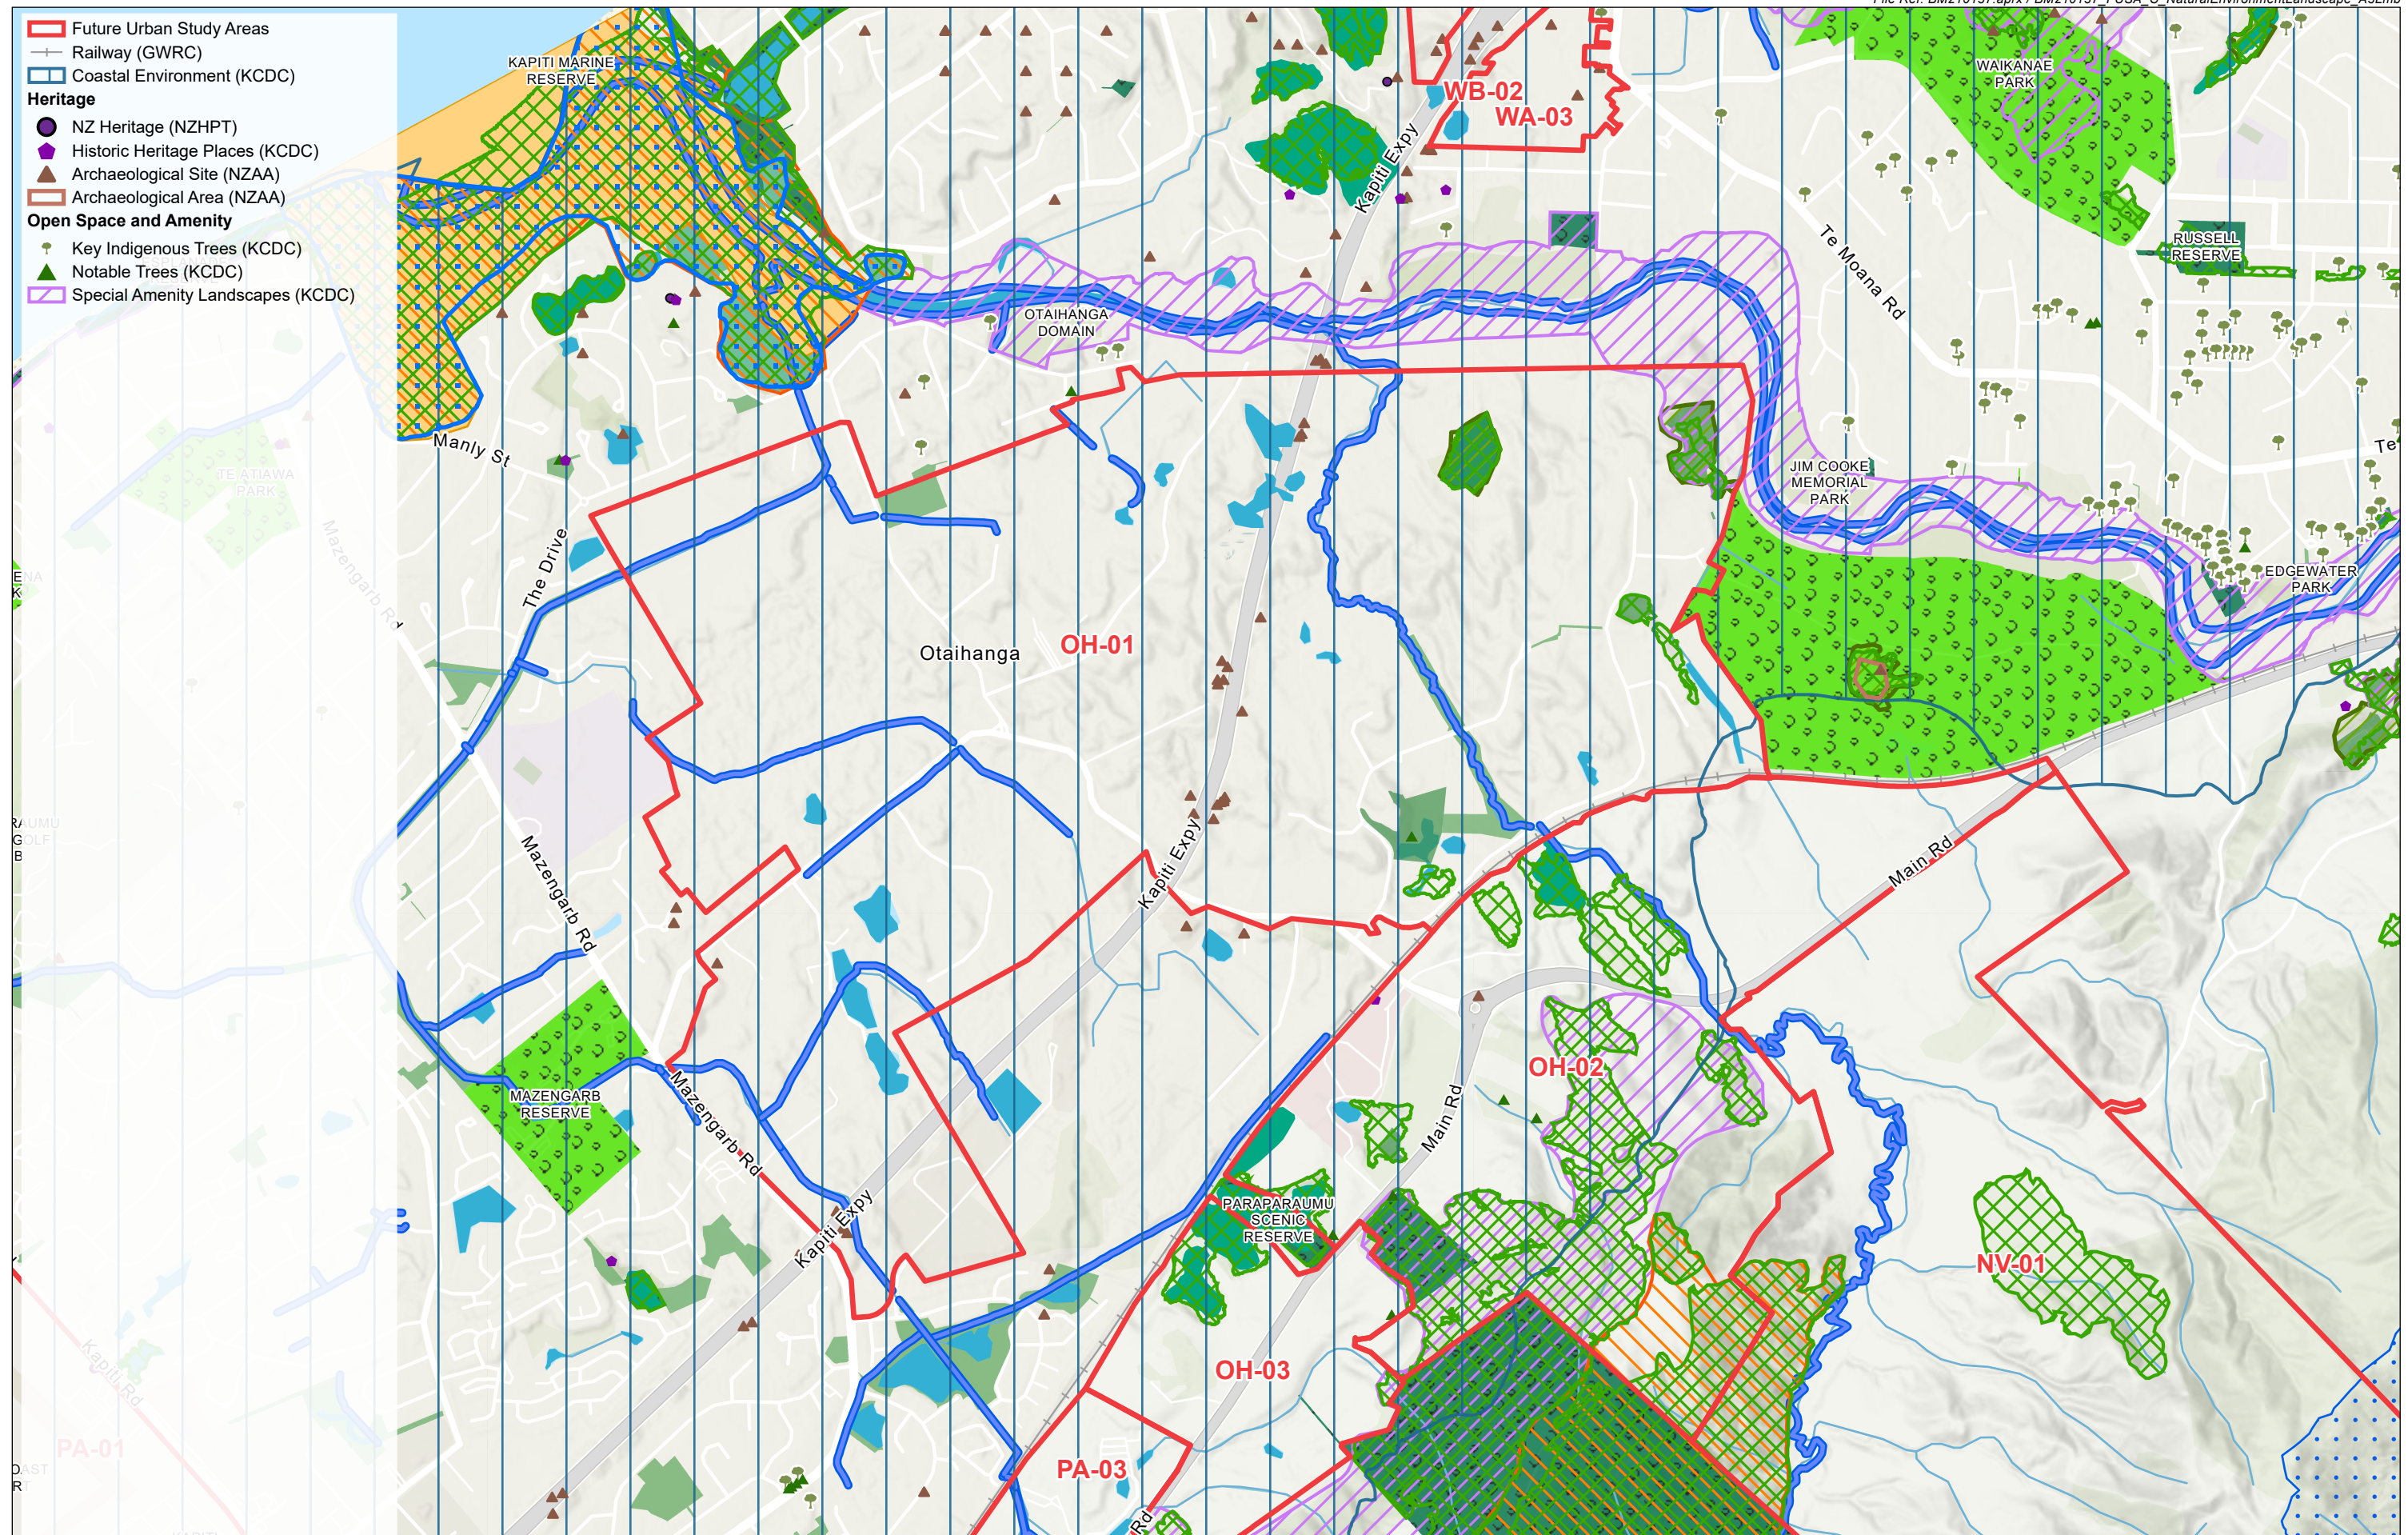 Future Urban Study Areas
Railway (GWRC)
Coastal Environment (KCDC)
Heritage
NZ Heritage (NZHPT)
Historic Heritage Places (KCDC)
Archaeological Site (NZAA)
Archaeological Area (NZAA)
Open Space and Amenity
Key Indigenous Trees (KCDC)
Notable Trees (KCDC)
Special Amenity Landscapes (KCDC)
KAPITI MARINE
RESERVE
WB-02
WA-03
Kapiti Expy
WAIKANAE
PARK
Te Moana Rd
RUSSELL
RESERVE
OTAIHANGA
DOMAIN
Manly St
TE ATIAWA
PARK
Mazengarb Rd
JIM COOKE
MEMORIAL
PARK
Te
The Drive
EDGEWATER
PARK
Otaihanga
OH-01
Mazengarb Rd
Kapiti Expy
Main Rd
MAZENGARB
RESERVE
Mazengarb Rd
OH-02
Main Rd
Kapiti Expy
PARAPARAUMU
SCENIC
RESERVE
NV-01
OH-03
Kapiti Rd
PA-01
PA-03
Rd